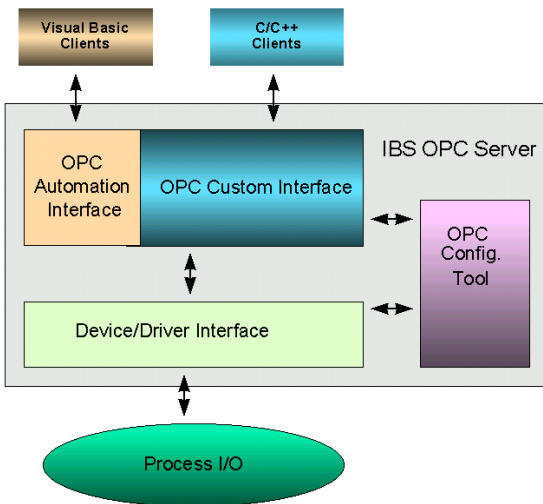 Visual Basic
Clients
C/C++
Clients
IBS OPC Server
OPC
Automation
Interface
OPC Custom Interface
OPC
Config.
Tool
Device/Driver Interface
Process I/O